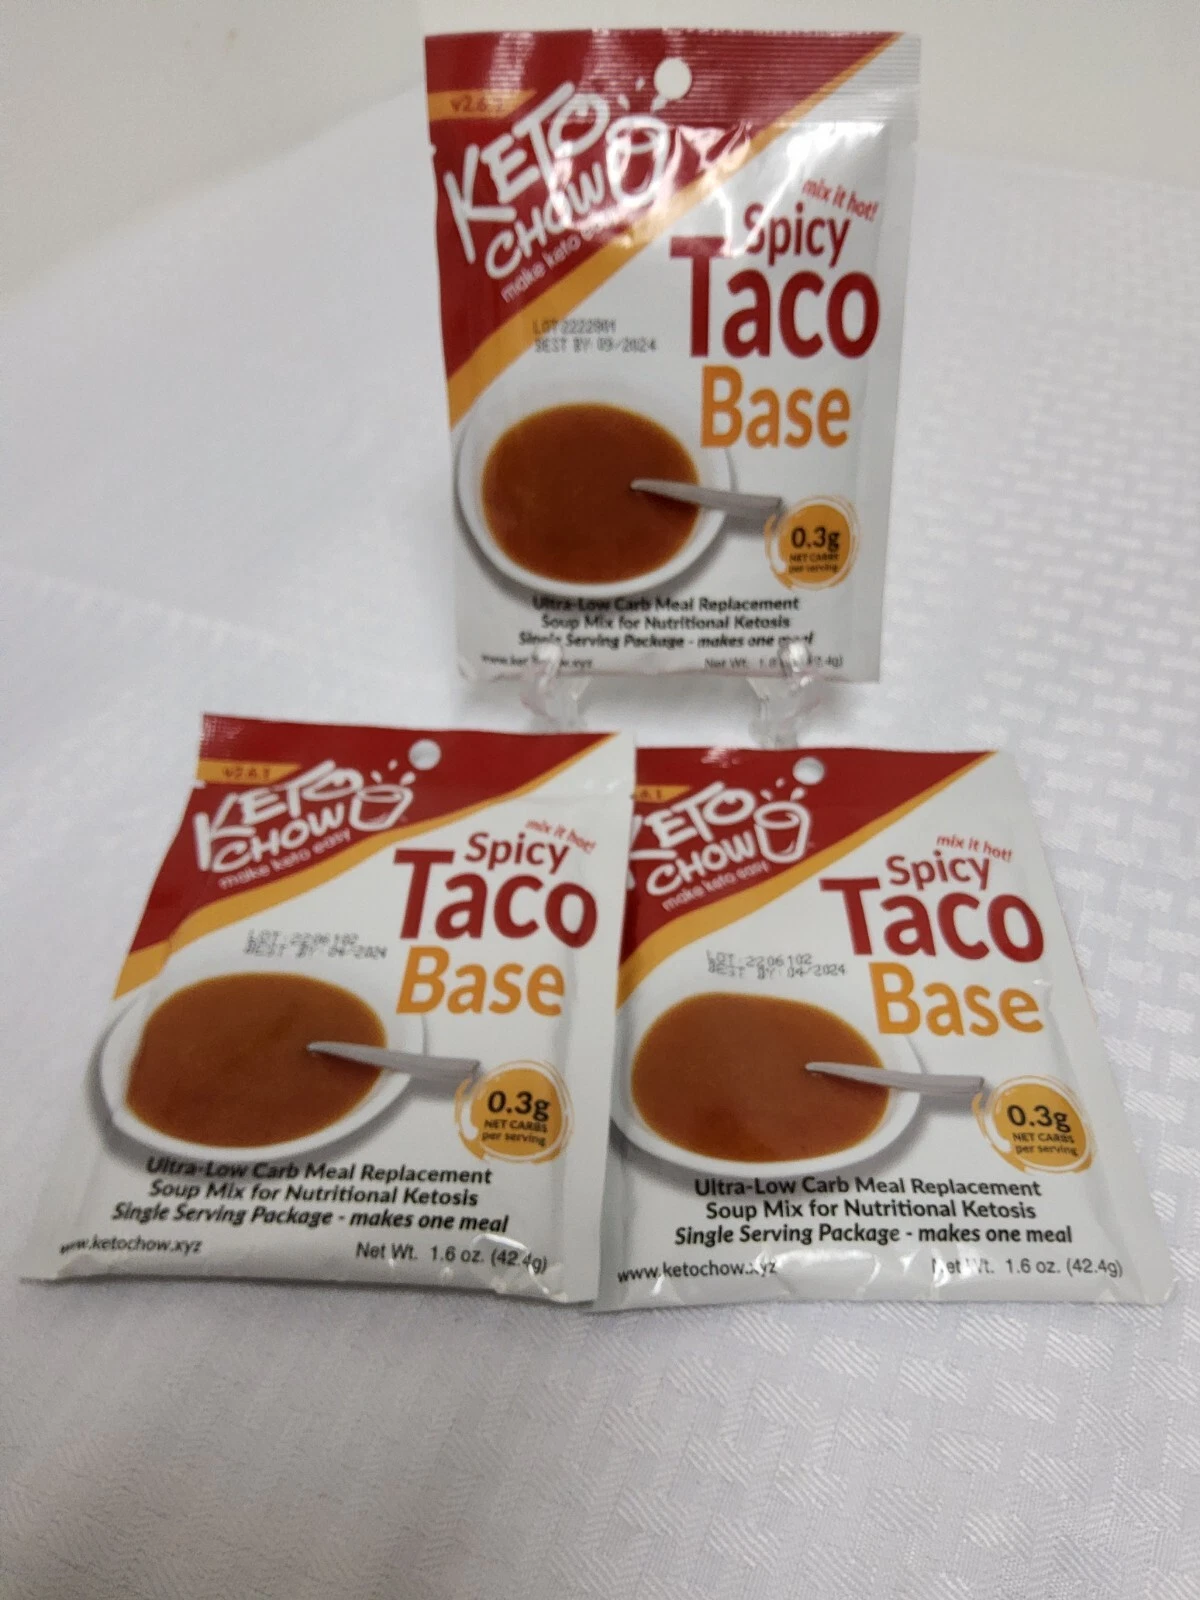 KETO
CHOW
make keto
mix it hot!
Spicy
Taco
Base
BEST BY 09/2024
0.3g
NET CARBS
per serving
Ultra-Low Carb Meal Replacement
Soup Mix for Nutritional Ketosis
Single Serving Package - makes one meal
Net Wt.
v2.6.1
KETO
CHOW
make keto easy
mix it hot!
Spicy
Taco
Base
LOT 2206102
BEST BY 04/2024
0.3g
NET CARBS
per serving
Ultra-Low Carb Meal Replacement
Soup Mix for Nutritional Ketosis
Single Serving Package - makes one meal
www.ketochow.xyz
Net Wt. 1.6 oz. (42.4g)
KETO
CHOW
make keto easy
mix it hot!
Spicy
Taco
Base
LOT 2206102
BEST BY 04/2024
0.3g
NET CARBS
per serving
Ultra-Low Carb Meal Replacement
Soup Mix for Nutritional Ketosis
Single Serving Package - makes one meal
www.ketochow.xyz
Net Wt. 1.6 oz. (42.4g)